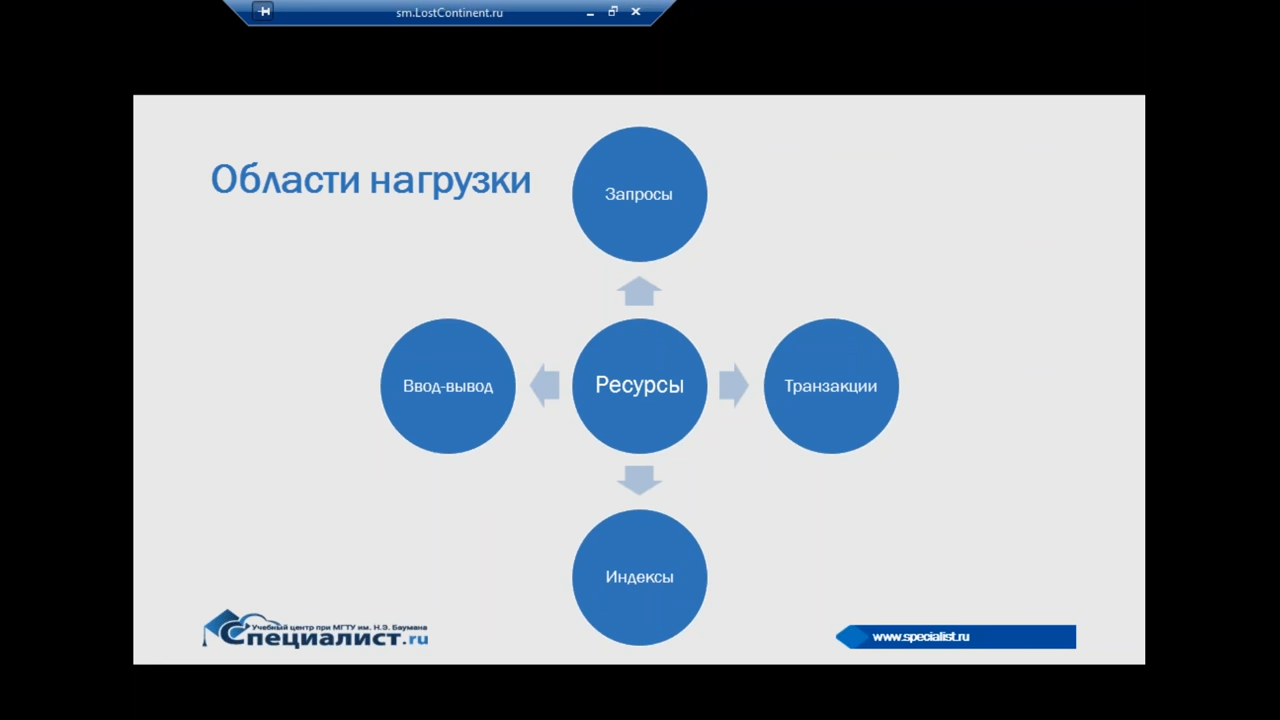 sm.LostContinent.ru
Области нагрузки
Запросы
Ввод-вывод
Ресурсы
Транзакции
Индексы
Учебный центр при МГТУ им. Н.Э. Баумана
Специалист.ru
www.specialist.ru